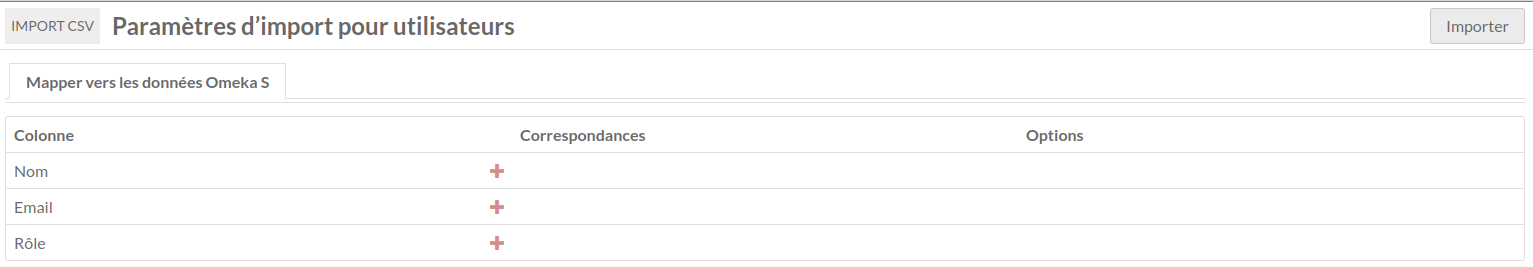 IMPORT CSV Paramètres d’import pour utilisateurs Importer
Mapper vers les données Omeka S
Colonne Correspondances Options
Nom
Email
Rôle